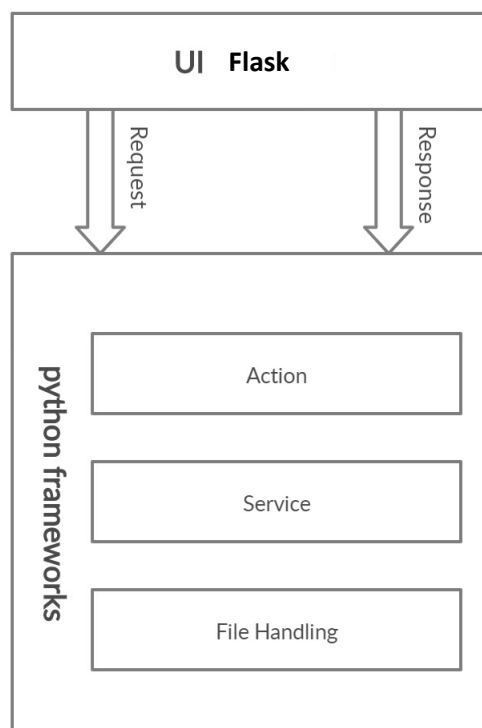 UI Flask
Request
Response
python frameworks
Action
Service
File Handling